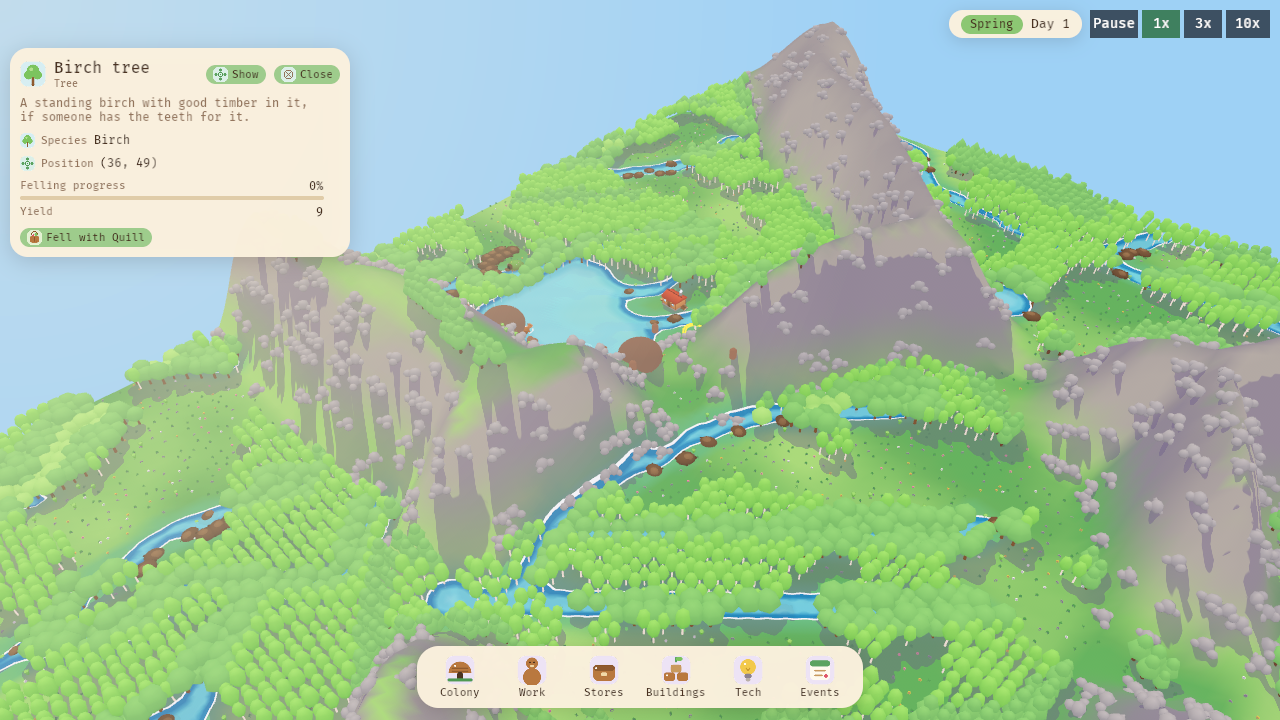 Spring Day 1 Pause 1x 3x 10x
Birch tree
Tree
Show Close
A standing birch with good timber in it,
if someone has the teeth for it.
Species Birch
Position (36, 49)
Felling progress 0%
Yield 9
Fell with Quill
Colony Work Stores Buildings Tech Events